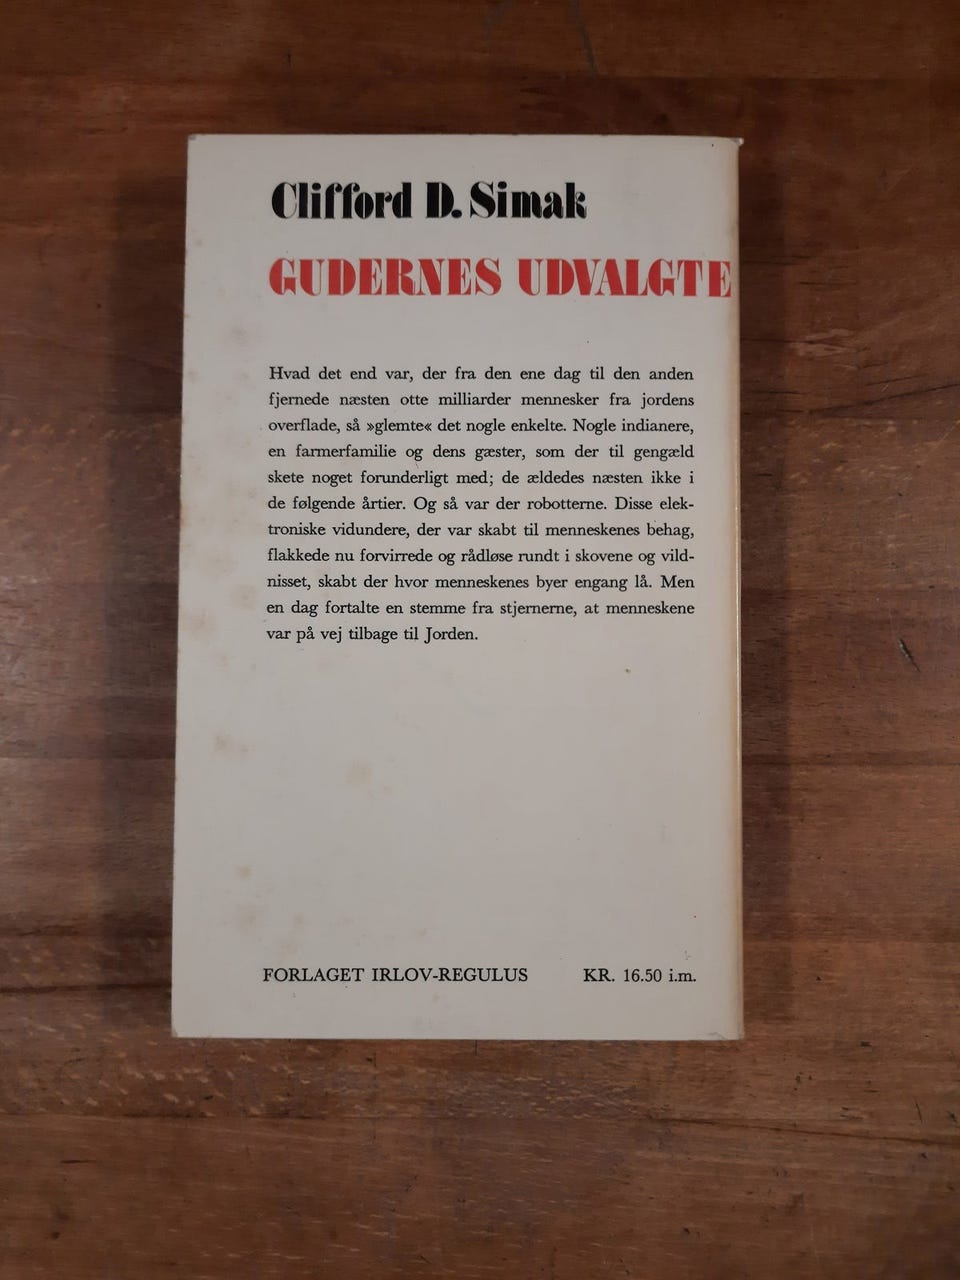 Clifford D. Simak
GUDERNES UDVALGTE
Hvad det end var, der fra den ene dag til den anden
fjernede næsten otte milliarder mennesker fra jordens
overflade, så »glemte« det nogle enkelte. Nogle indianere,
en farmerfamilie og dens gæster, som der til gengæld
skete noget forunderligt med; de ældedes næsten ikke i
de følgende årtier. Og så var der robotterne. Disse elek-
troniske vidundere, der var skabt til menneskenes behag,
flakkede nu forvirrede og rådløse rundt i skovene og vild-
nisset, skabt der hvor menneskenes byer engang lå. Men
en dag fortalte en stemme fra stjernerne, at menneskene
var på vej tilbage til Jorden.
FORLAGET IRLOV-REGULUS KR. 16.50 i.m.